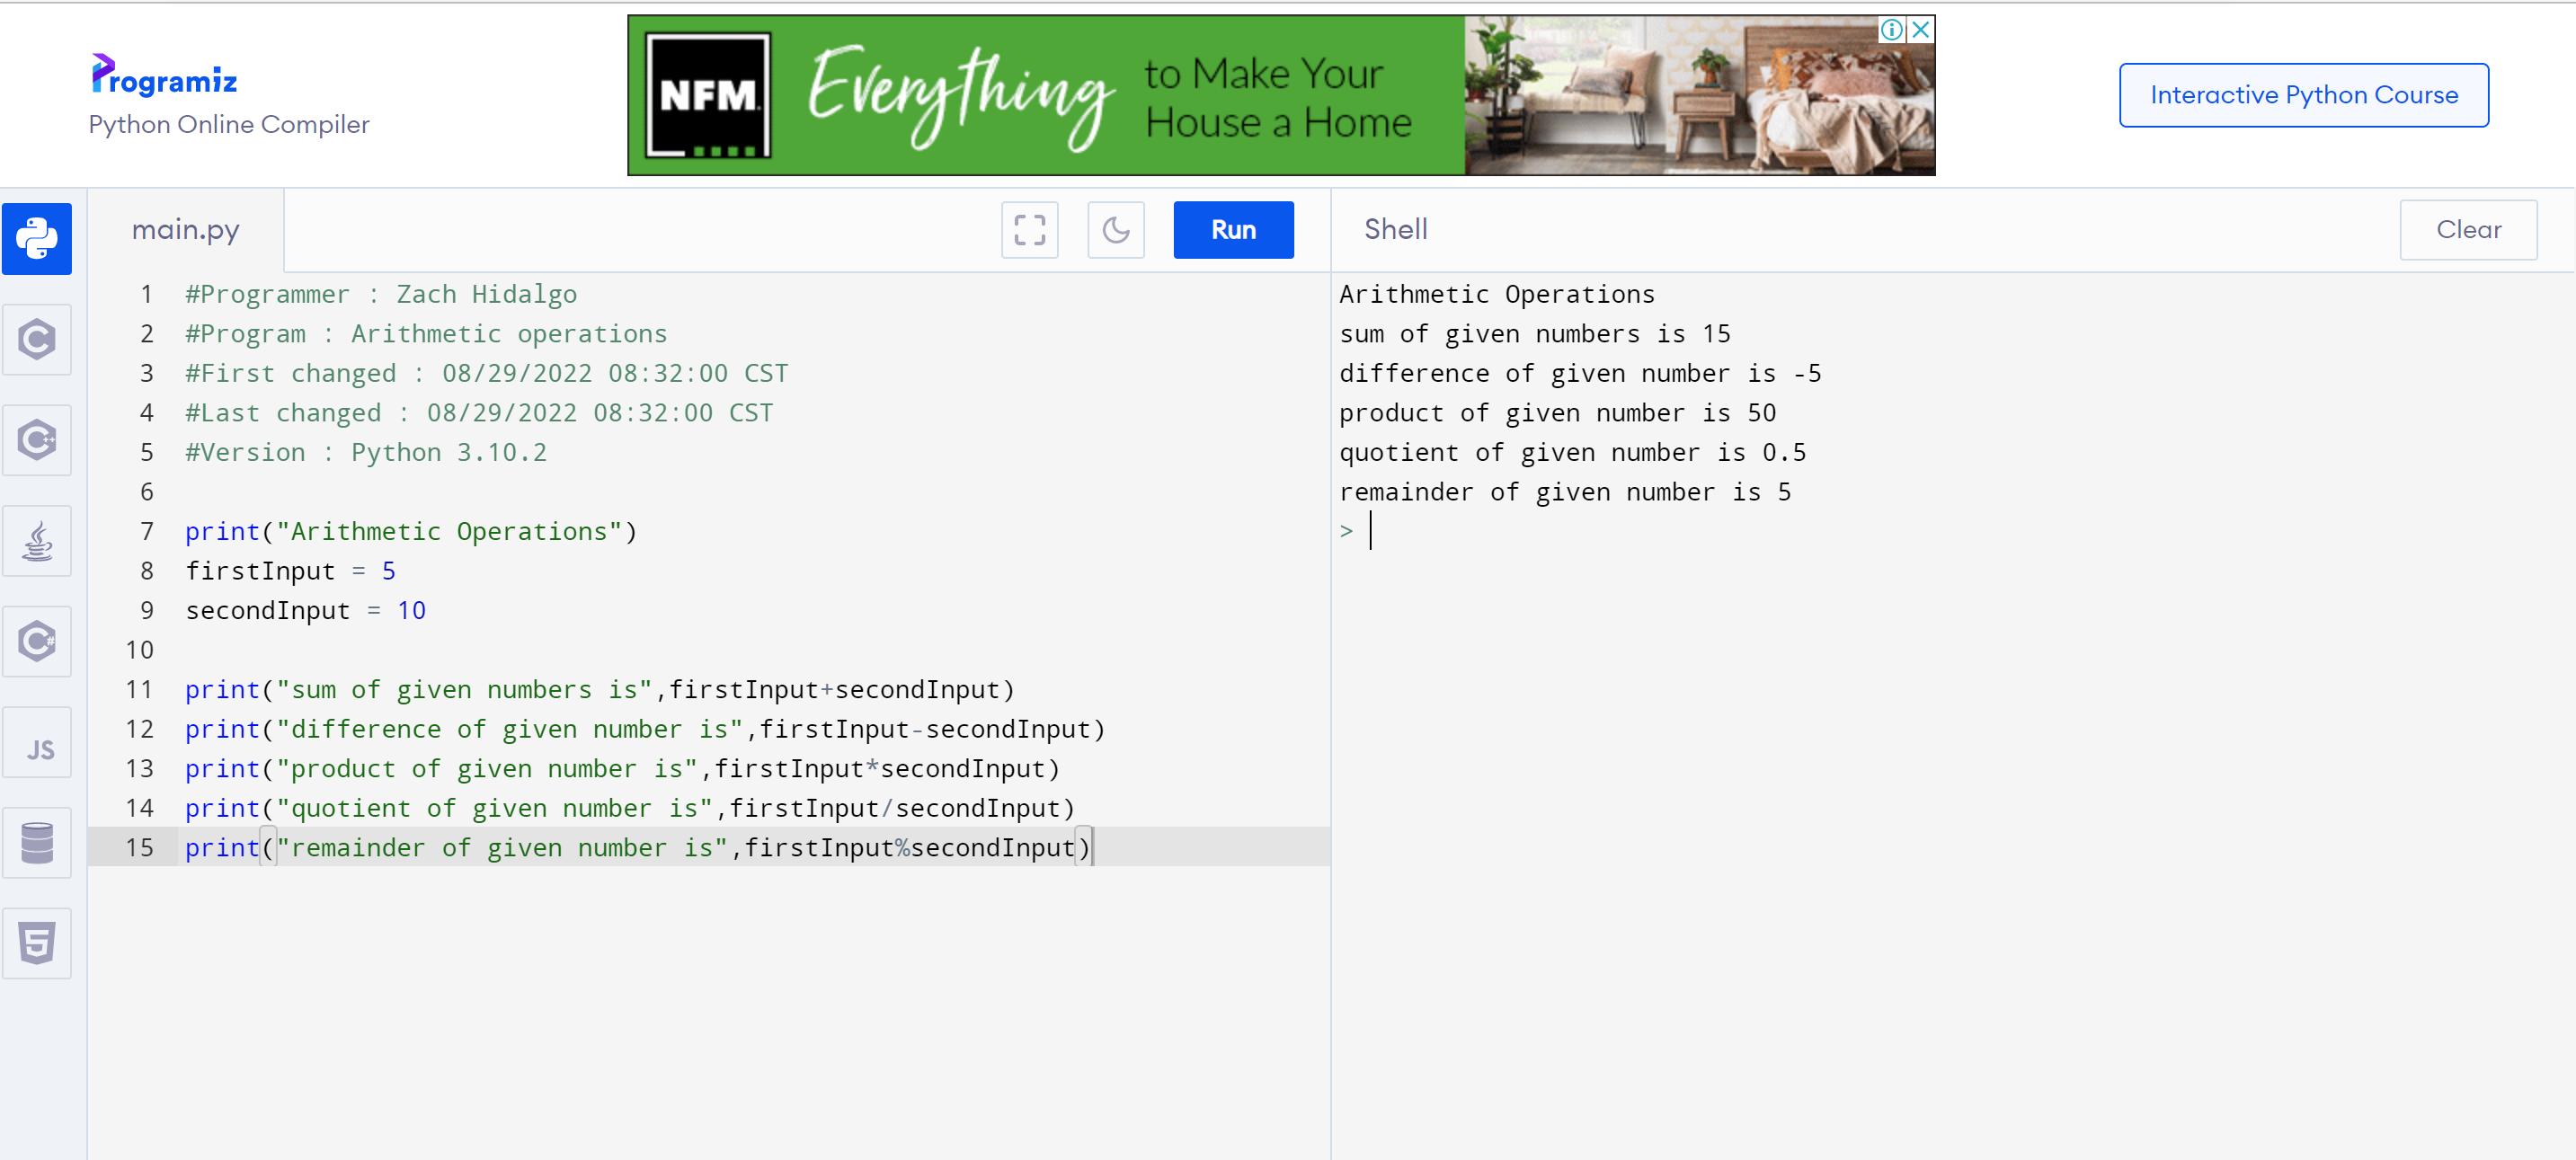 Programiz
Python Online Compiler
NFM.
Everything
to Make Your
House a Home
Interactive Python Course
main.py
Run
Shell
Clear
C
C++
C#
JS
5
1 #Programmer : Zach Hidalgo
2 #Program : Arithmetic operations
3 #First changed : 08/29/2022 08:32:00 CST
4 #Last changed : 08/29/2022 08:32:00 CST
5 #Version : Python 3.10.2
6
7 print("Arithmetic Operations")
8 firstInput = 5
9 secondInput = 10
10
11 print("sum of given numbers is",firstInput+secondInput)
12 print("difference of given number is",firstInput-secondInput)
13 print("product of given number is",firstInput*secondInput)
14 print("quotient of given number is",firstInput/secondInput)
15 print("remainder of given number is",firstInput%secondInput)
Arithmetic Operations
sum of given numbers is 15
difference of given number is -5
product of given number is 50
quotient of given number is 0.5
remainder of given number is 5
>